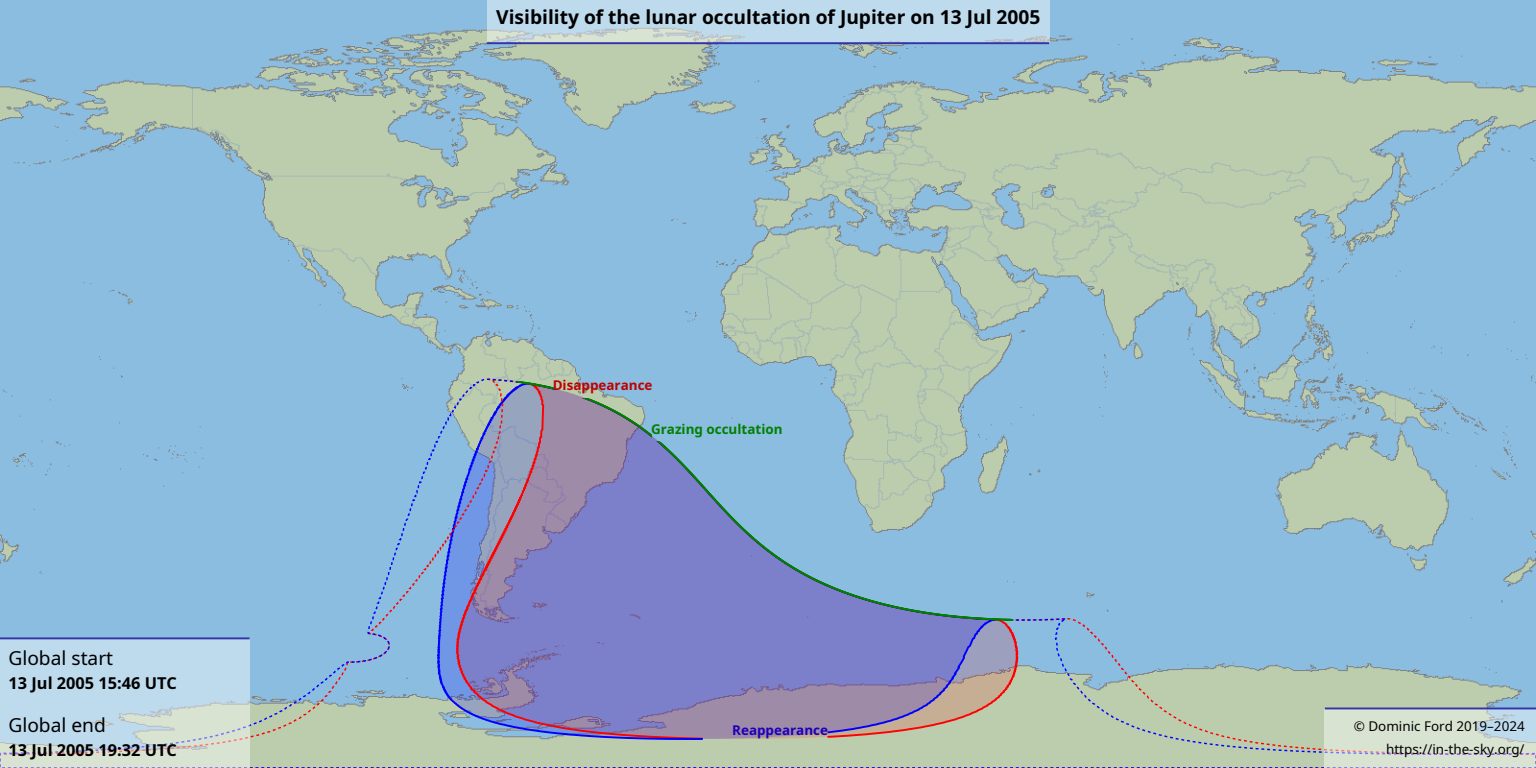 Visibility of the lunar occultation of Jupiter on 13 Jul 2005
Disappearance
Grazing occultation
Reappearance
Global start
13 Jul 2005 15:46 UTC
Global end
13 Jul 2005 19:32 UTC
© Dominic Ford 2019–2024
https://in-the-sky.org/